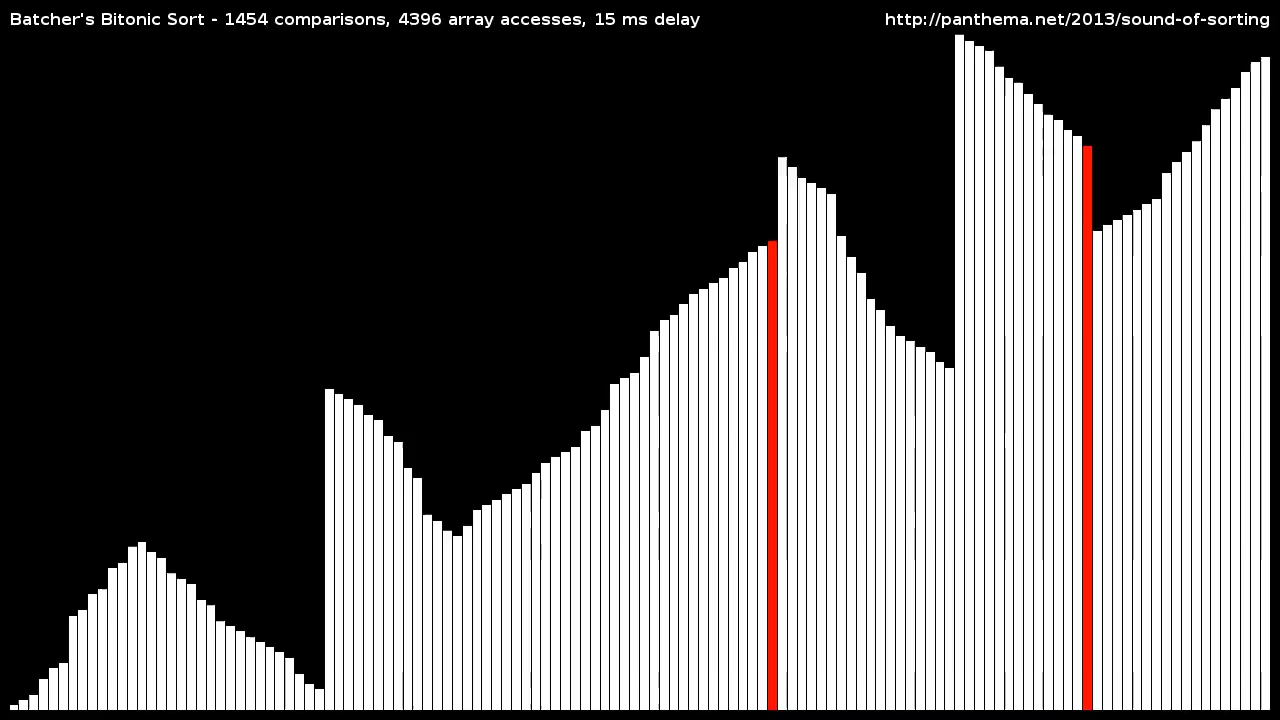 Batcher's Bitonic Sort - 1454 comparisons, 4396 array accesses, 15 ms delay
http://panthema.net/2013/sound-of-sorting